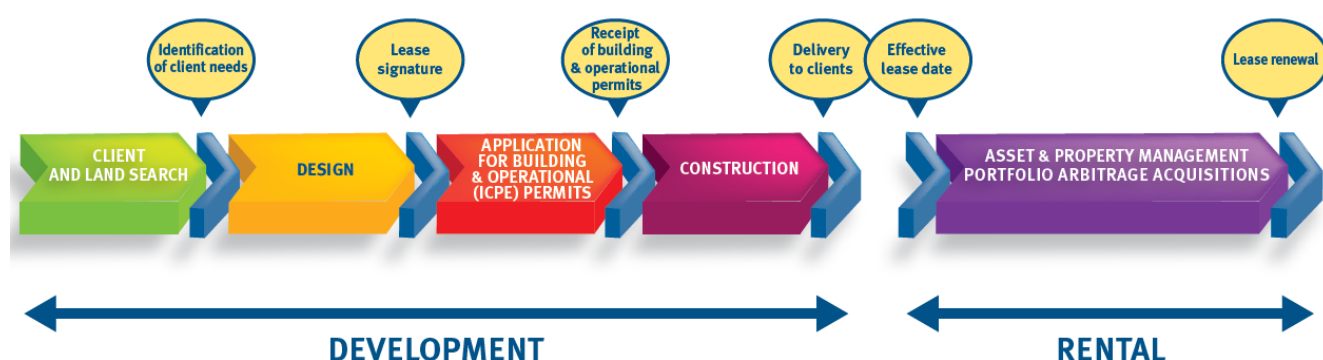 Identification
of client needs
Lease
signature
Receipt
of building
& operational
permits
Delivery
to clients
Effective
lease date
Lease renewal
CLIENT
AND LAND SEARCH
DESIGN
APPLICATION
FOR BUILDING
& OPERATIONAL
(ICPE) PERMITS
CONSTRUCTION
ASSET & PROPERTY MANAGEMENT
PORTFOLIO ARBITRAGE ACQUISITIONS
DEVELOPMENT
RENTAL